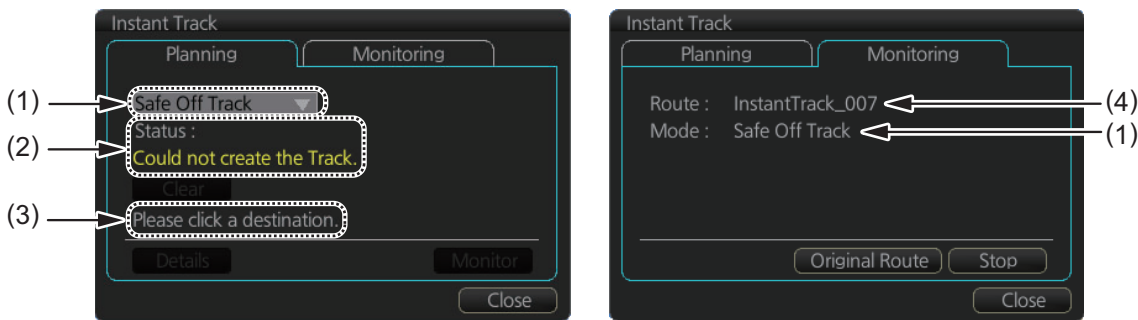 Instant Track
Planning Monitoring
(1) Safe Off Track
(2) Status :
Could not create the Track.
Clear
(3) Please click a destination.
Details Monitor
Close
Instant Track
Planning Monitoring
Route : InstantTrack_007 (4)
Mode : Safe Off Track (1)
Original Route Stop
Close